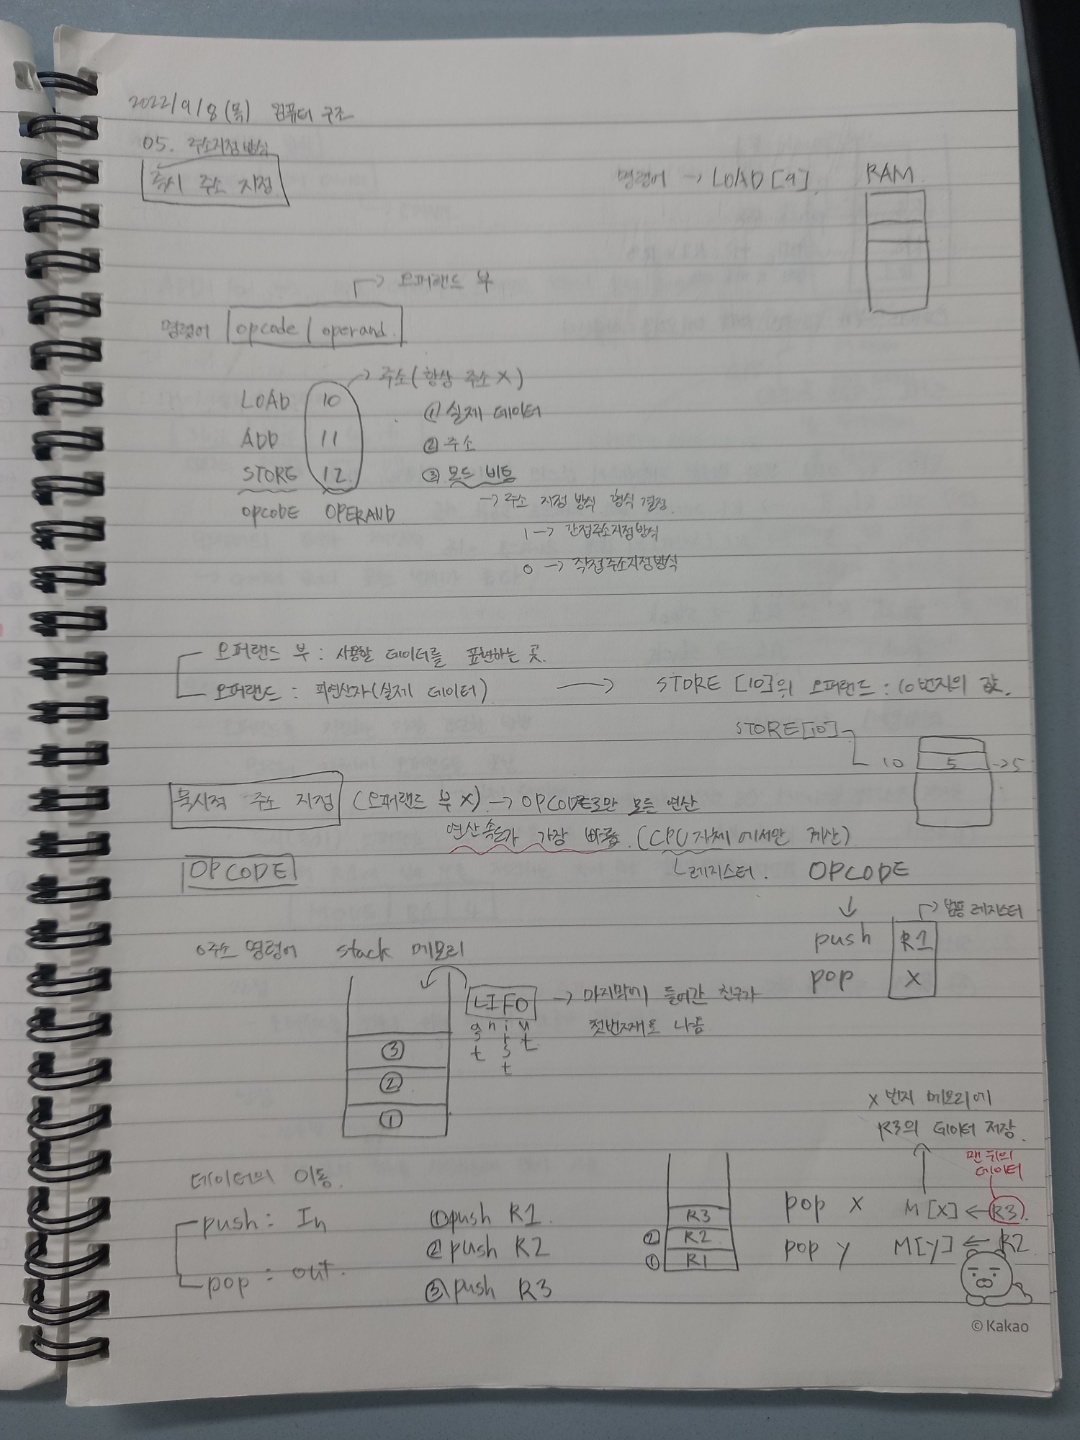 2022/9/8(목) 컴퓨터 구조
05. 주소지정방식
즉시 주소 지정
명령어 → LOAD [9]
RAM
→ 오퍼랜드 부
명령어 opcode | operand
→ 주소(항상 주소 X)
LOAD 10 ① 실제 데이터
ADD 11 ② 주소
STORE 12 ③ 모드 비트
OPCODE OPERAND → 주소 지정 방식 형식 결정
1 → 간접주소지정방식
0 → 직접주소지정방식
오퍼랜드 부 : 사용할 데이터를 표현하는 곳.
오퍼랜드 : 피연산자(실제 데이터) → STORE [10]의 오퍼랜드 : 10번지의 값.
STORE[10]
10 5 25
묵시적 주소 지정 (오퍼랜드 부 X) → OPCODE로만 모든 연산
연산속도가 가장 빠름. (CPU 자체에서만 계산)
OPCODE
레지스터.
OPCODE
↓ → 범용 레지스터
push R1
pop X
0주소 명령어 stack 메모리
LIFO → 마지막에 들어간 친구가
첫번째로 나옴
a n i u
s r t
t s
t
③
②
①
X 번지 메모리에
R3의 데이터 저장.
맨 뒤의
데이터
데이터의 이동.
push : In
pop : out.
① push R1.
② push R2
③ push R3
R3
② R2
① R1
pop X M[X] ← R3.
pop y M[y] ← R2
© Kakao